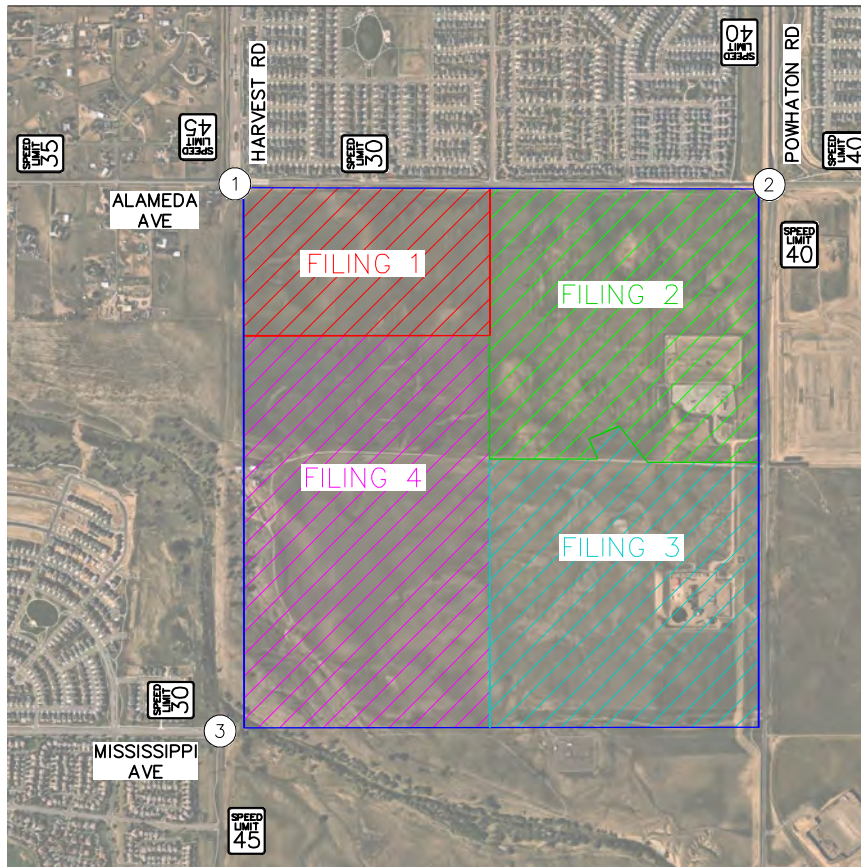 SPEED
LIMIT
40
HARVEST RD
POWHATON RD
SPEED
LIMIT
45
SPEED
LIMIT
35
SPEED
LIMIT
30
SPEED
LIMIT
40
1
2
ALAMEDA
AVE
SPEED
LIMIT
40
FILING 1
FILING 2
FILING 4
FILING 3
SPEED
LIMIT
30
3
MISSISSIPPI
AVE
SPEED
LIMIT
45